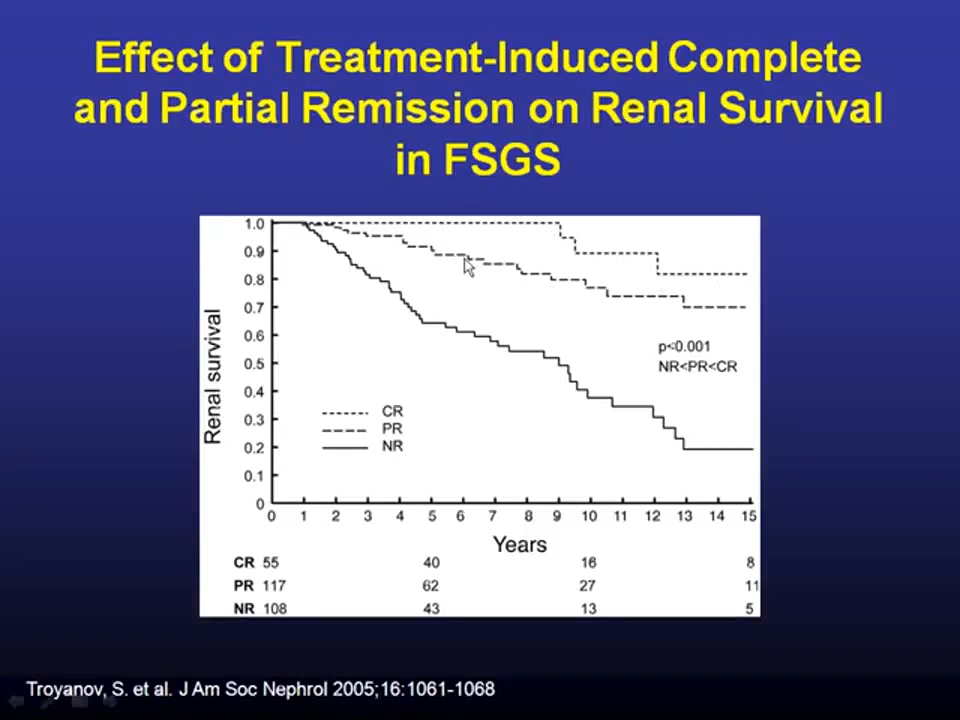 Effect of Treatment-Induced Complete
and Partial Remission on Renal Survival
in FSGS
1.0
0.9
0.8
0.7
0.6
0.5
0.4
0.3
0.2
0.1
0
Renal survival
p<0.001
NR<PR<CR
CR
PR
NR
0 1 2 3 4 5 6 7 8 9 10 11 12 13 14 15
Years
CR 55 40 16 8
PR 117 62 27 11
NR 108 43 13 5
Troyanov, S. et al. J Am Soc Nephrol 2005;16:1061-1068